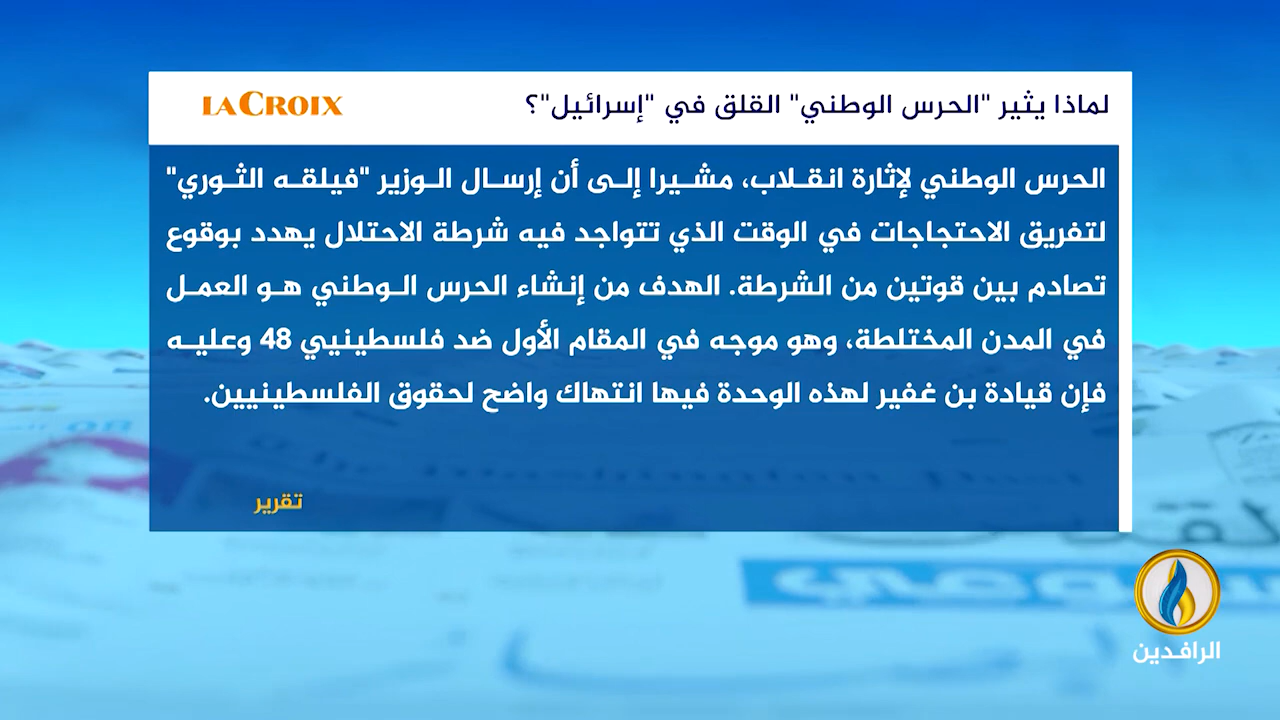 لماذا يثير "الحرس الوطني" القلق في "إسرائيل"؟
LACROIX
الحرس الوطني لإثارة انقلاب، مشيرا إلى أن إرسال الوزير "فيلقه الثوري"
لتفريق الاحتجاجات في الوقت الذي تتواجد فيه شرطة الاحتلال يهدد بوقوع
تصادم بين قوتين من الشرطة. الهدف من إنشاء الحرس الوطني هو العمل
في المدن المختلطة، وهو موجه في المقام الأول ضد فلسطينيي 48 وعليه
فإن قيادة بن غفير لهذه الوحدة فيها انتهاك واضح لحقوق الفلسطينيين.
تقرير
الرافدين